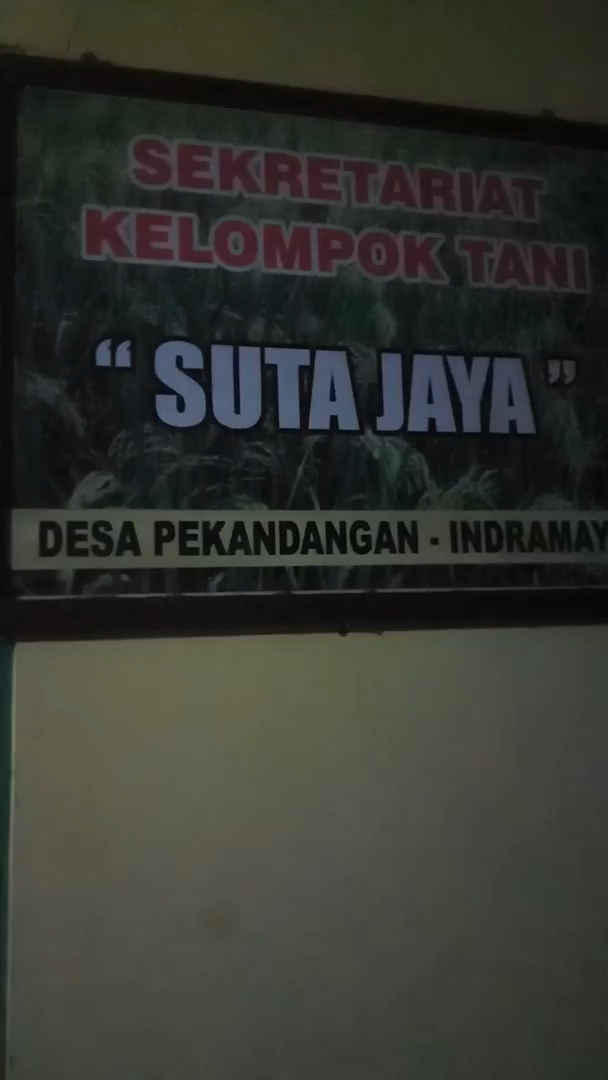 SEKRETARIAT
KELOMPOK TANI
“ SUTA JAYA ”
DESA PEKANDANGAN - INDRAMAY